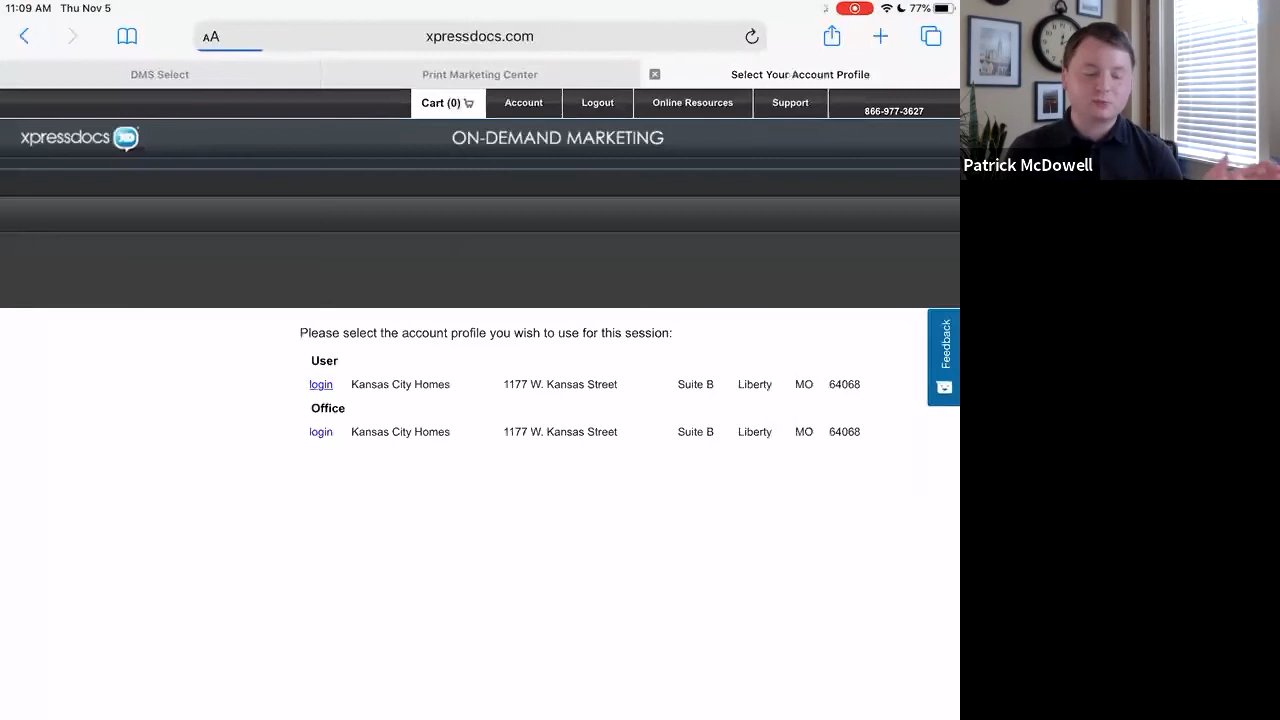 11:09 AM Thu Nov 5
77%
AA
xpressdocs.com
DMS Select
Print Marketing Center
Select Your Account Profile
Cart (0)
Account
Logout
Online Resources
Support
866-977-3627
xpressdocs XD
ON-DEMAND MARKETING
Patrick McDowell
Please select the account profile you wish to use for this session:
User
login Kansas City Homes 1177 W. Kansas Street Suite B Liberty MO 64068
Office
login Kansas City Homes 1177 W. Kansas Street Suite B Liberty MO 64068
Feedback